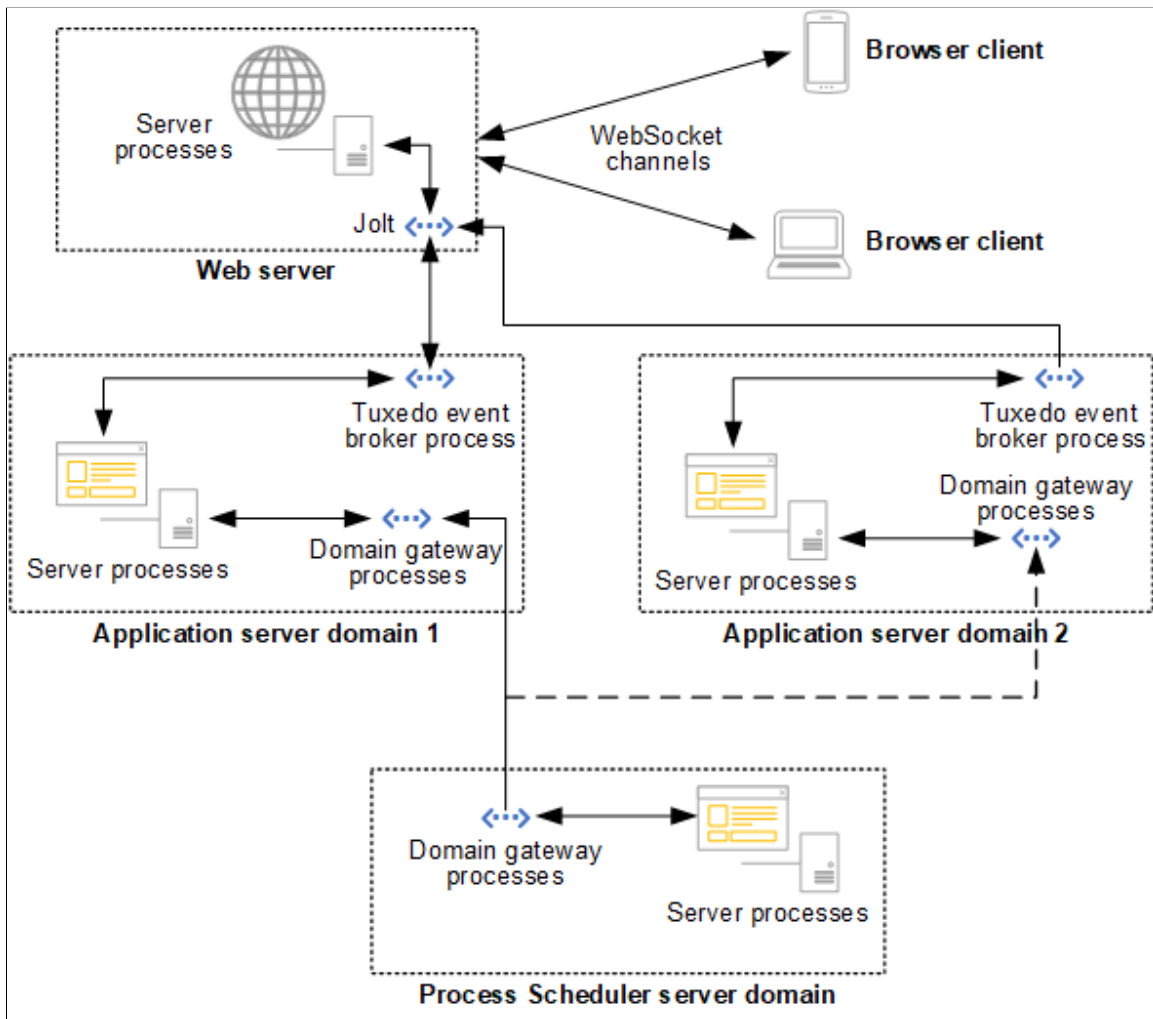 Browser client
Server
processes
WebSocket
channels
Jolt
Browser client
Web server
Tuxedo event
broker process
Tuxedo event
broker process
Domain gateway
processes
Server processes
Domain gateway
processes
Server processes
Application server domain 1
Application server domain 2
Domain gateway
processes
Server processes
Process Scheduler server domain